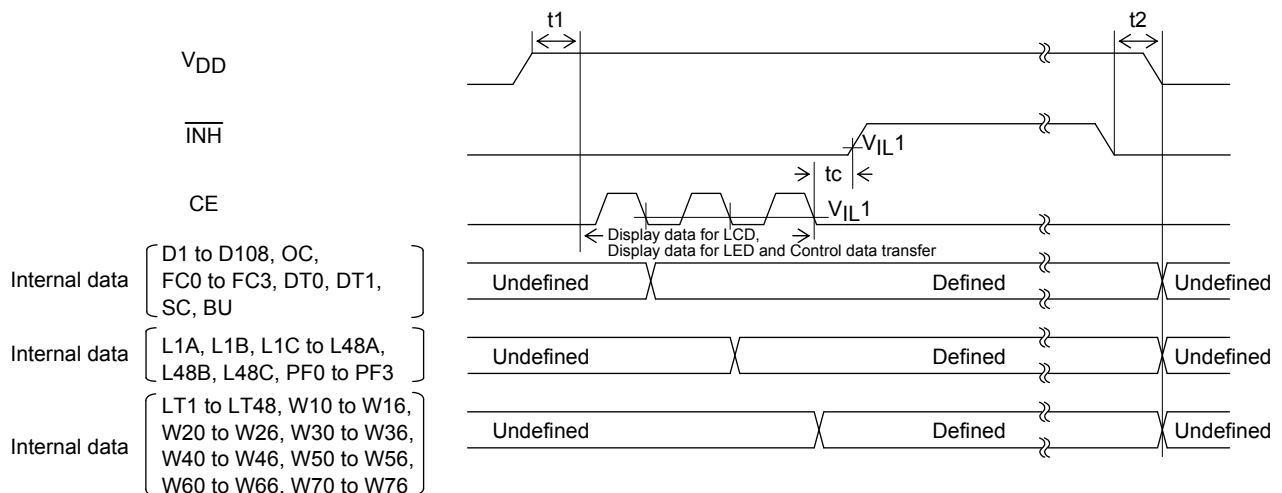 t1
t2
VDD
INH
VIL1
tc
CE
VIL1
Display data for LCD,
Display data for LED and Control data transfer
Internal data
D1 to D108, OC,
FC0 to FC3, DT0, DT1,
SC, BU
Undefined
Defined
Undefined
Internal data
L1A, L1B, L1C to L48A,
L48B, L48C, PF0 to PF3
Undefined
Defined
Undefined
Internal data
LT1 to LT48, W10 to W16,
W20 to W26, W30 to W36,
W40 to W46, W50 to W56,
W60 to W66, W70 to W76
Undefined
Defined
Undefined